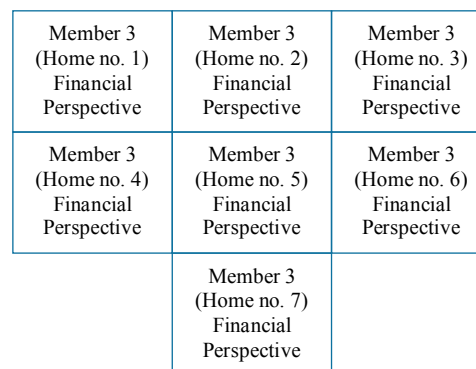 Member 3
(Home no. 1)
Financial
Perspective
Member 3
(Home no. 2)
Financial
Perspective
Member 3
(Home no. 3)
Financial
Perspective
Member 3
(Home no. 4)
Financial
Perspective
Member 3
(Home no. 5)
Financial
Perspective
Member 3
(Home no. 6)
Financial
Perspective
Member 3
(Home no. 7)
Financial
Perspective